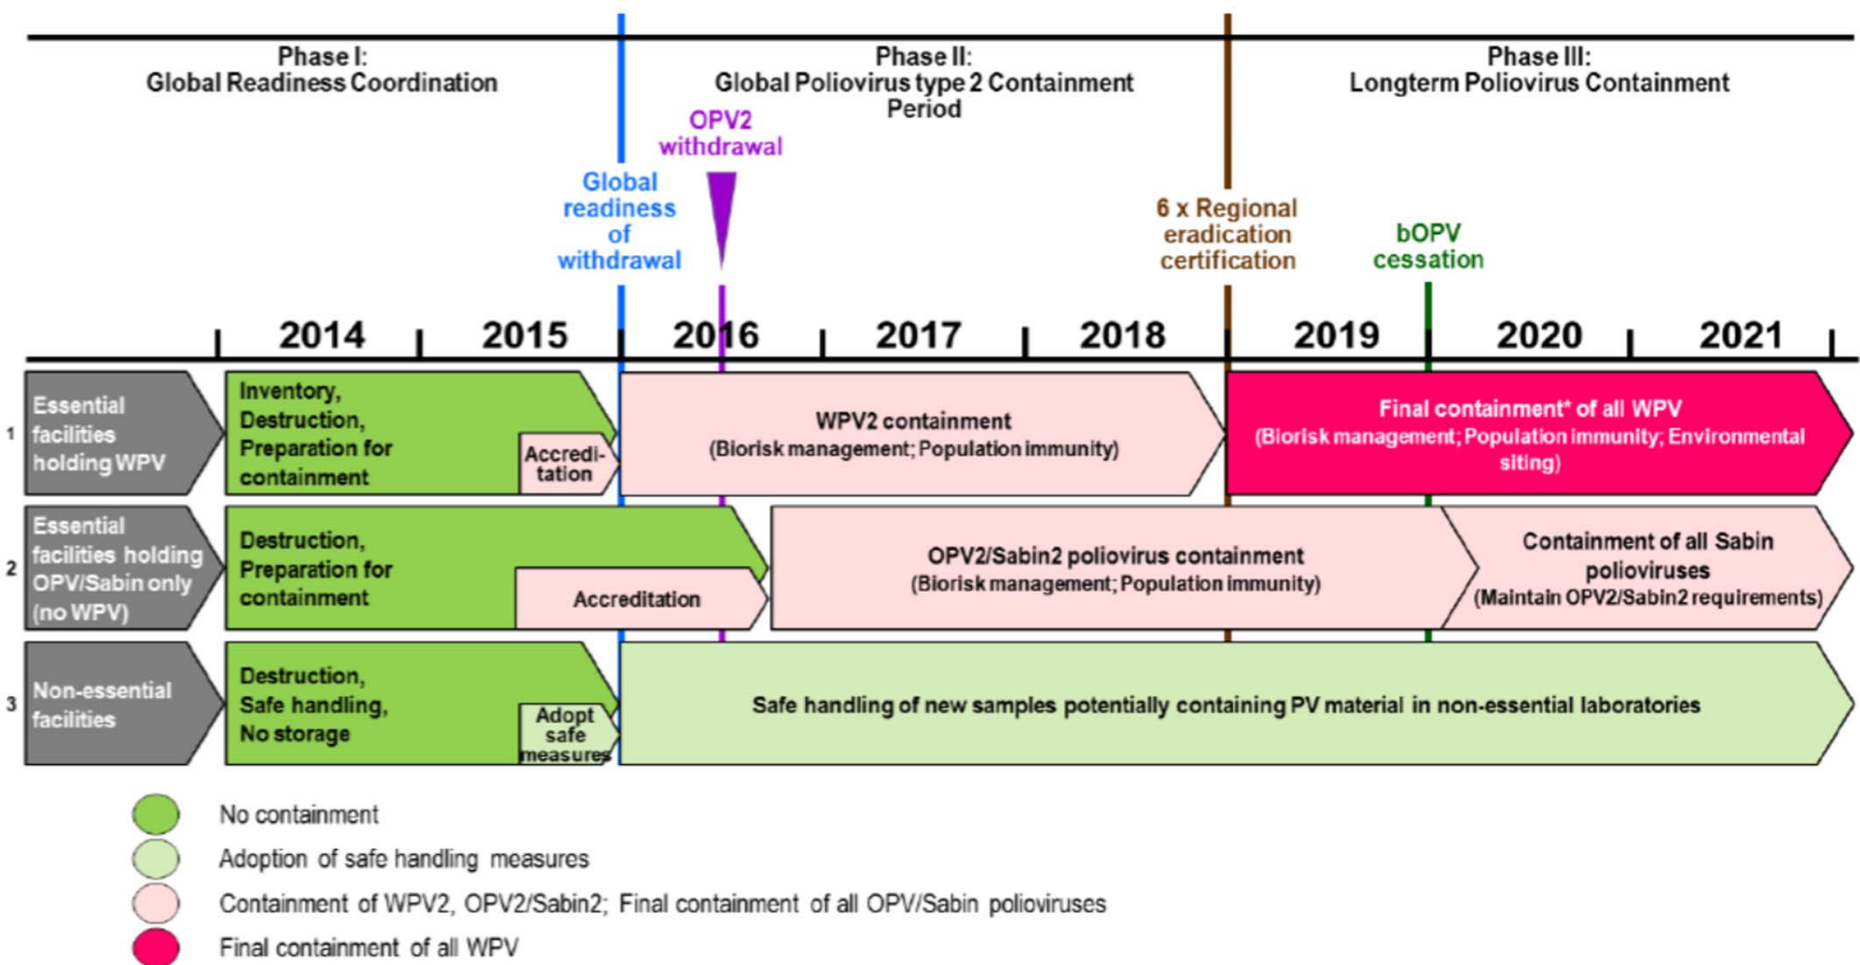 Phase I:
Global Readiness Coordination
Phase II:
Global Poliovirus type 2 Containment
Period
Phase III:
Longterm Poliovirus Containment
OPV2
withdrawal
Global
readiness
of
withdrawal
6 x Regional
eradication
certification
bOPV
cessation
2014
2015
2016
2017
2018
2019
2020
2021
1
Essential
facilities
holding WPV
Inventory,
Destruction,
Preparation for
containment
Accredi-
tation
WPV2 containment
(Biorisk management; Population immunity)
Final containment* of all WPV
(Biorisk management; Population immunity; Environmental
siting)
2
Essential
facilities holding
OPV/Sabin only
(no WPV)
Destruction,
Preparation for
containment
Accreditation
OPV2/Sabin2 poliovirus containment
(Biorisk management; Population immunity)
Containment of all Sabin
polioviruses
(Maintain OPV2/Sabin2 requirements)
3
Non-essential
facilities
Destruction,
Safe handling,
No storage
Adopt
safe
measures
Safe handling of new samples potentially containing PV material in non-essential laboratories
No containment
Adoption of safe handling measures
Containment of WPV2, OPV2/Sabin2; Final containment of all OPV/Sabin polioviruses
Final containment of all WPV